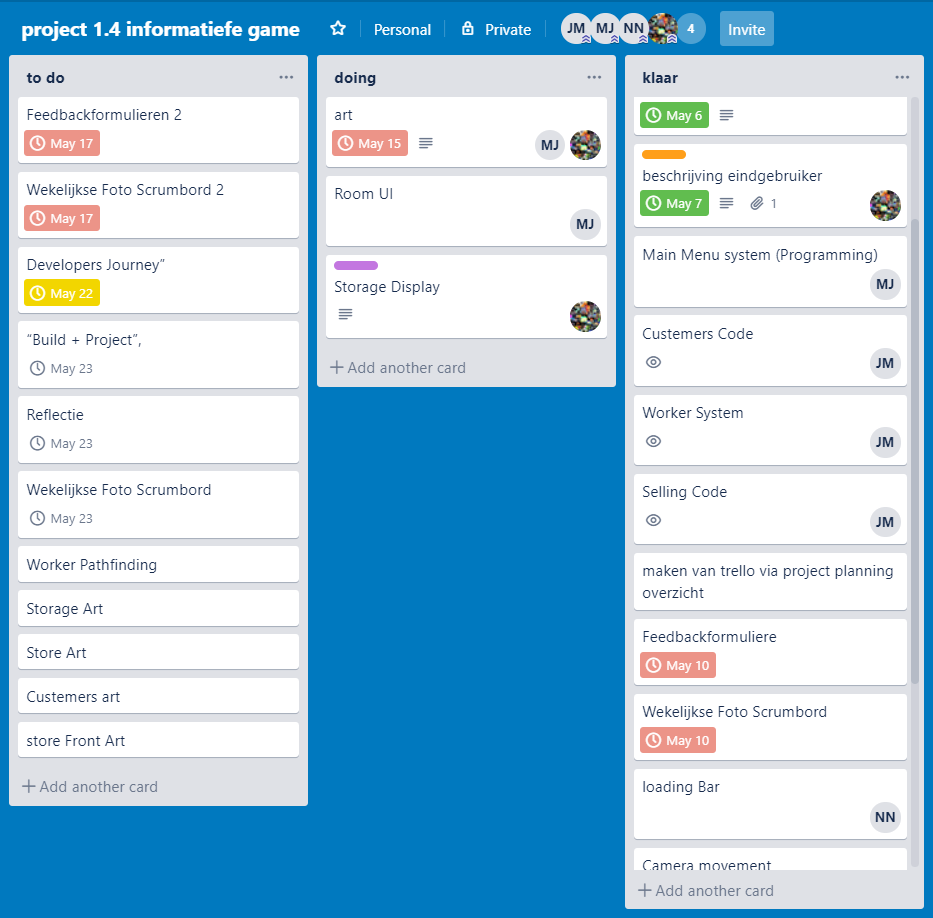 project 1.4 informatiefe game
Personal
Private
JM
MJ
NN
4
Invite
to do
Feedbackformulieren 2
May 17
Wekelijkse Foto Scrumbord 2
May 17
Developers Journey”
May 22
“Build + Project”,
May 23
Reflectie
May 23
Wekelijkse Foto Scrumbord
May 23
Worker Pathfinding
Storage Art
Store Art
Custemers art
store Front Art
Add another card
doing
art
May 15
MJ
Room UI
MJ
Storage Display
Add another card
klaar
May 6
beschrijving eindgebruiker
May 7
1
Main Menu system (Programming)
MJ
Custemers Code
JM
Worker System
JM
Selling Code
JM
maken van trello via project planning
overzicht
Feedbackformuliere
May 10
Wekelijkse Foto Scrumbord
May 10
loading Bar
NN
Camera movement
Add another card